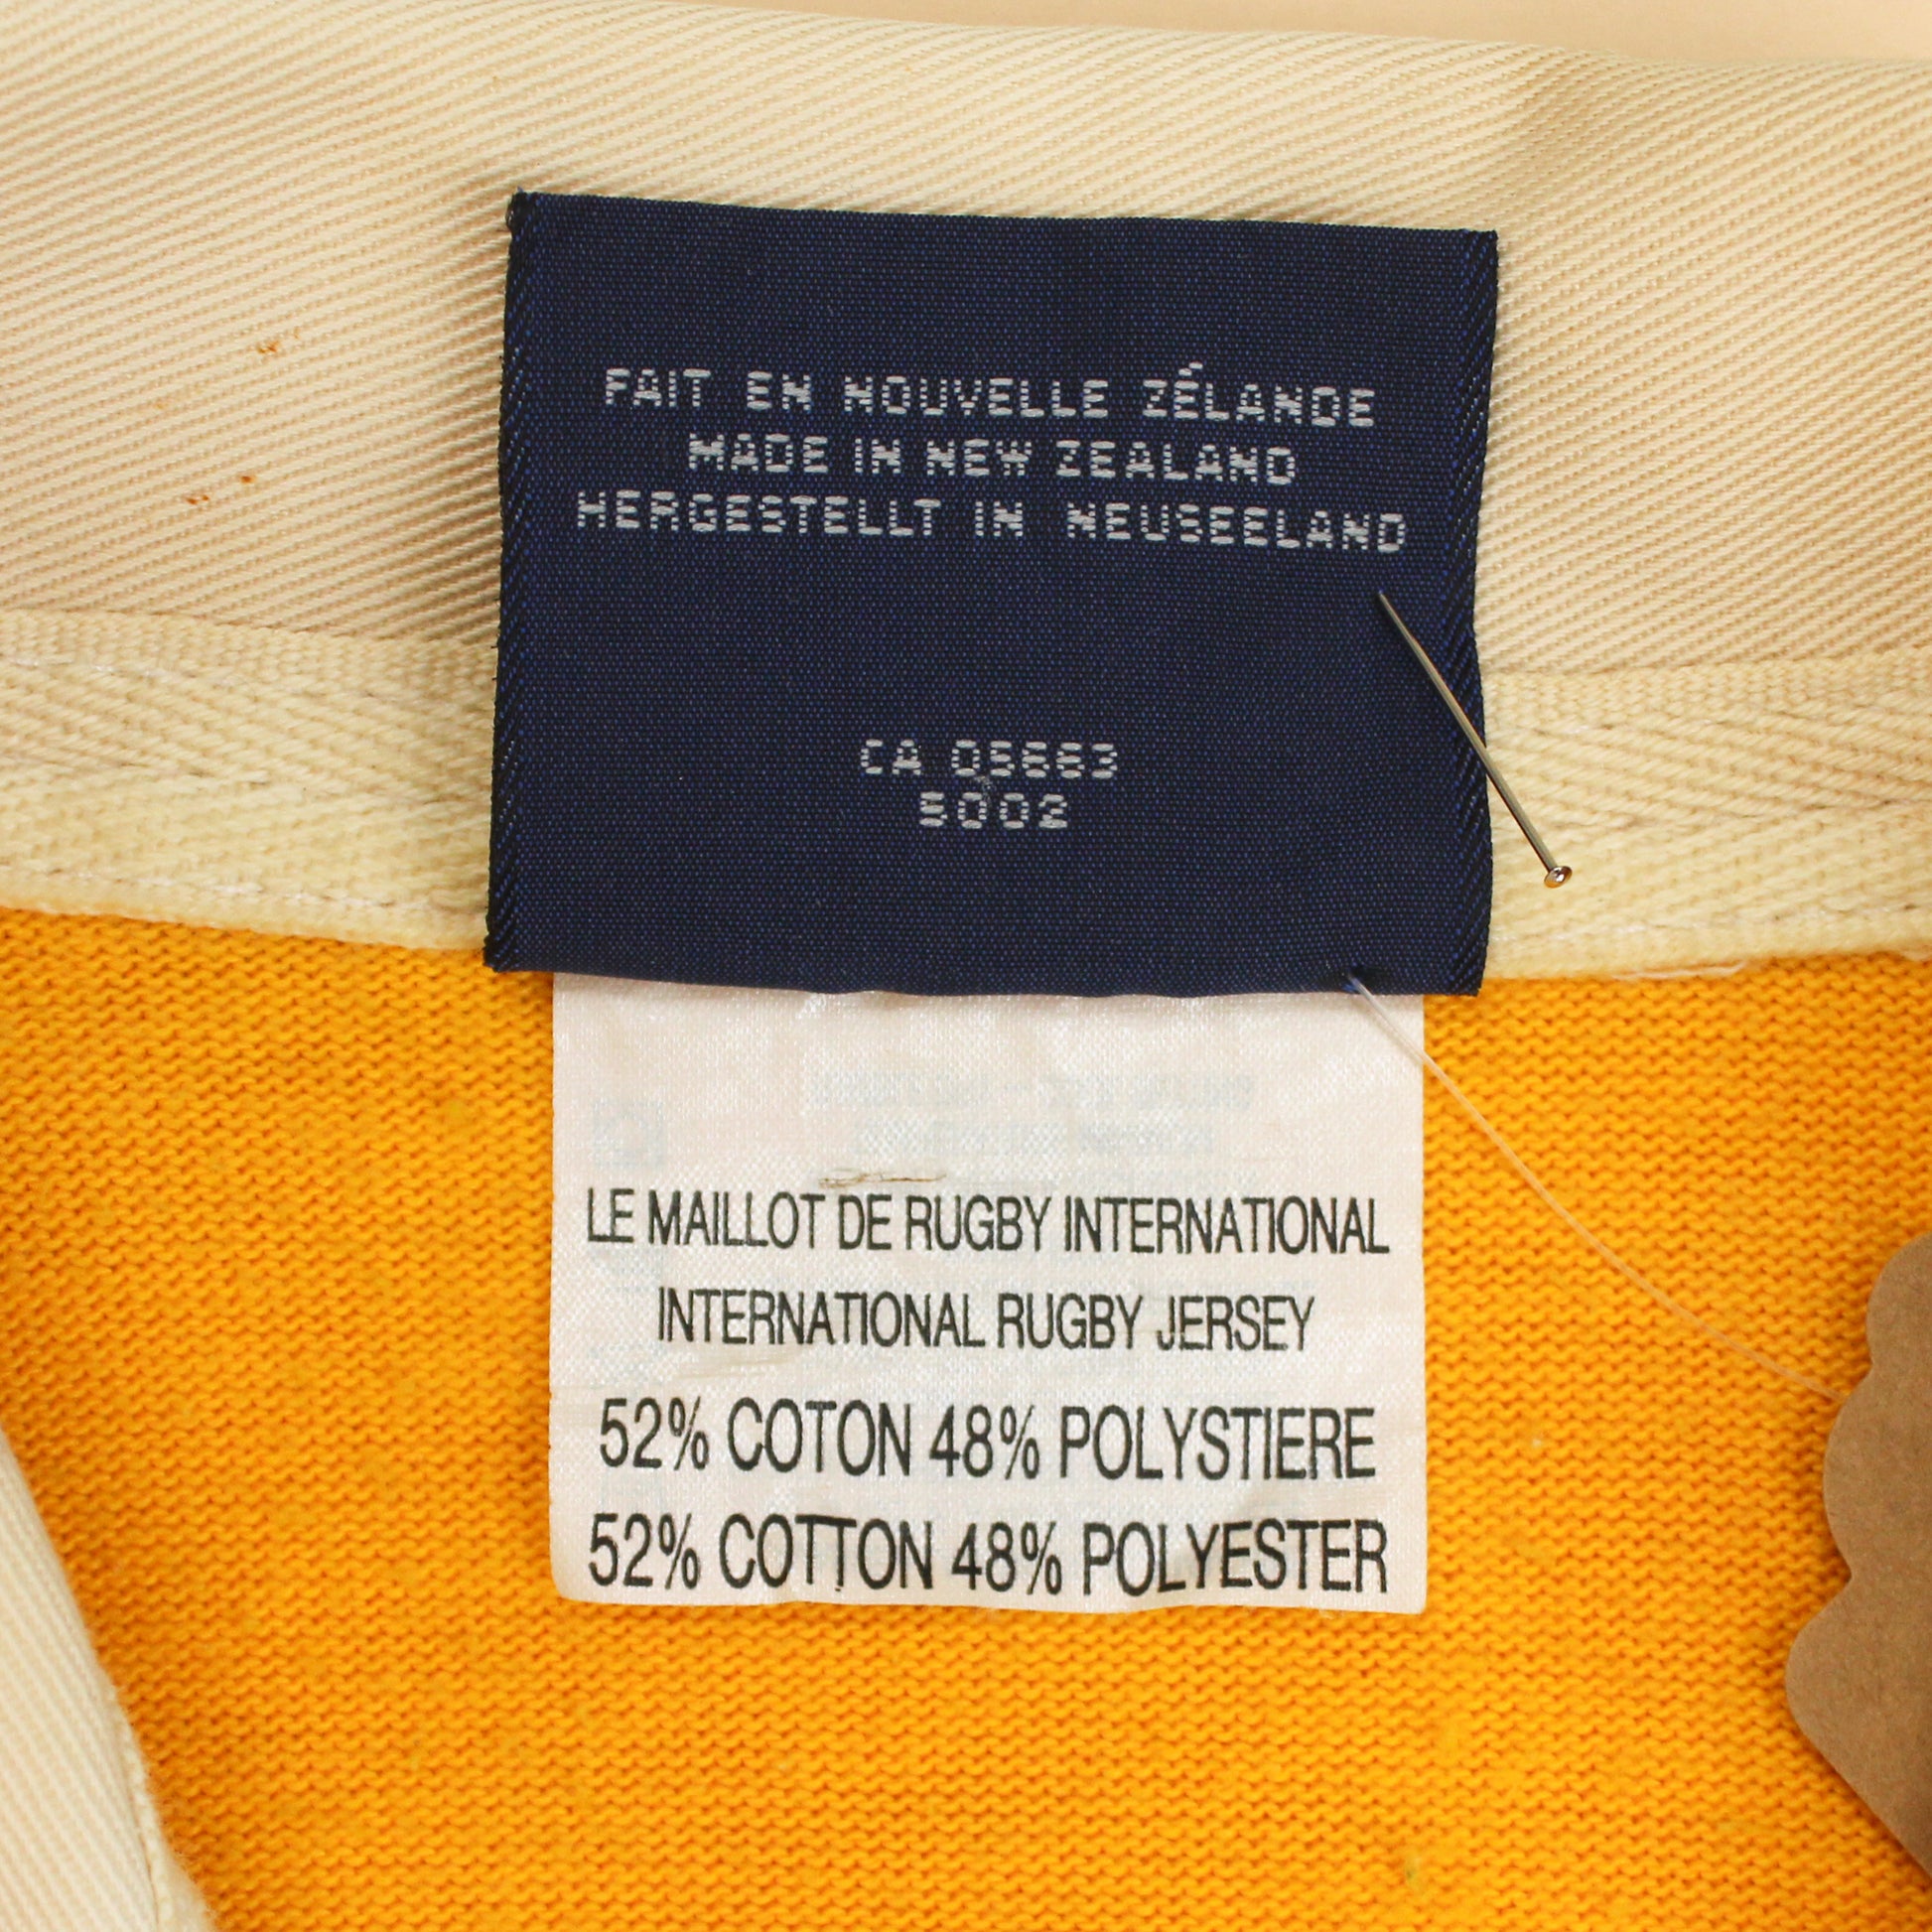 FAIT EN NOUVELLE ZÉLANDE
MADE IN NEW ZEALAND
HERGESTELLT IN NEUSEELAND
CA 05663
5002
LE MAILLOT DE RUGBY INTERNATIONAL
INTERNATIONAL RUGBY JERSEY
52% COTON 48% POLYSTIERE
52% COTTON 48% POLYESTER